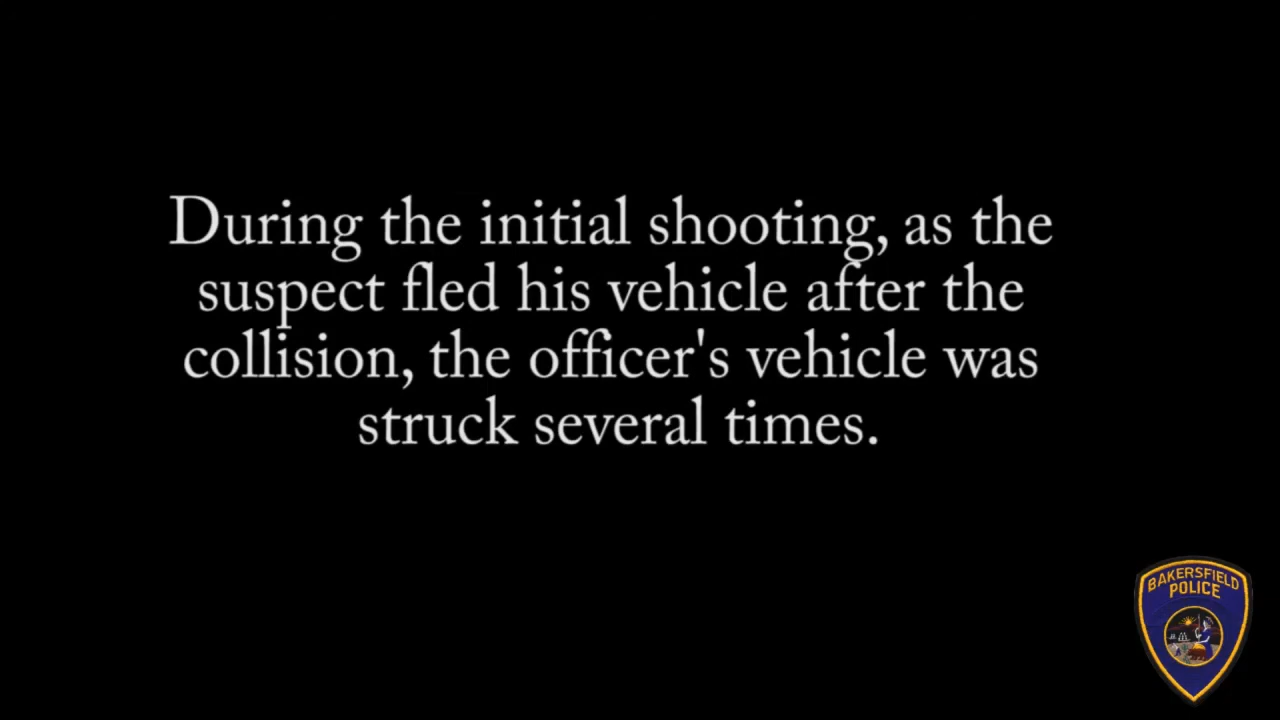 During the initial shooting, as the
suspect fled his vehicle after the
collision, the officer's vehicle was
struck several times.
BAKERSFIELD
POLICE